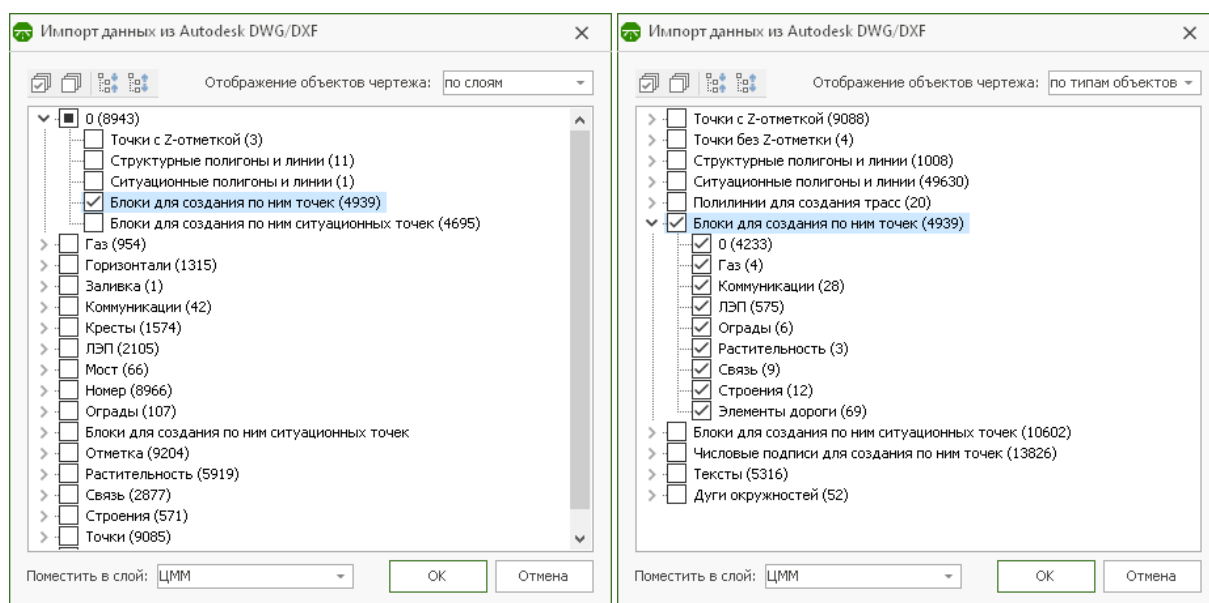 Импорт данных из Autodesk DWG/DXF
Отображение объектов чертежа: по слоям
0 (8943)
Точки с Z-отметкой (3)
Структурные полигоны и линии (11)
Ситуационные полигоны и линии (1)
Блоки для создания по ним точек (4939)
Блоки для создания по ним ситуационных точек (4695)
Газ (954)
Горизонтали (1315)
Заливка (1)
Коммуникации (42)
Кресты (1574)
ЛЭП (2105)
Мост (66)
Номер (8966)
Ограды (107)
Блоки для создания по ним ситуационных точек
Отметка (9204)
Растительность (5919)
Связь (2877)
Строения (571)
Точки (9085)
Поместить в слой: ЦММ
ОК
Отмена
Импорт данных из Autodesk DWG/DXF
Отображение объектов чертежа: по типам объектов
Точки с Z-отметкой (9088)
Точки без Z-отметки (4)
Структурные полигоны и линии (1008)
Ситуационные полигоны и линии (49630)
Полилинии для создания трасс (20)
Блоки для создания по ним точек (4939)
0 (4233)
Газ (4)
Коммуникации (28)
ЛЭП (575)
Ограды (6)
Растительность (3)
Связь (9)
Строения (12)
Элементы дороги (69)
Блоки для создания по ним ситуационных точек (10602)
Числовые подписи для создания по ним точек (13826)
Тексты (5316)
Дуги окружностей (52)
Поместить в слой: ЦММ
ОК
Отмена